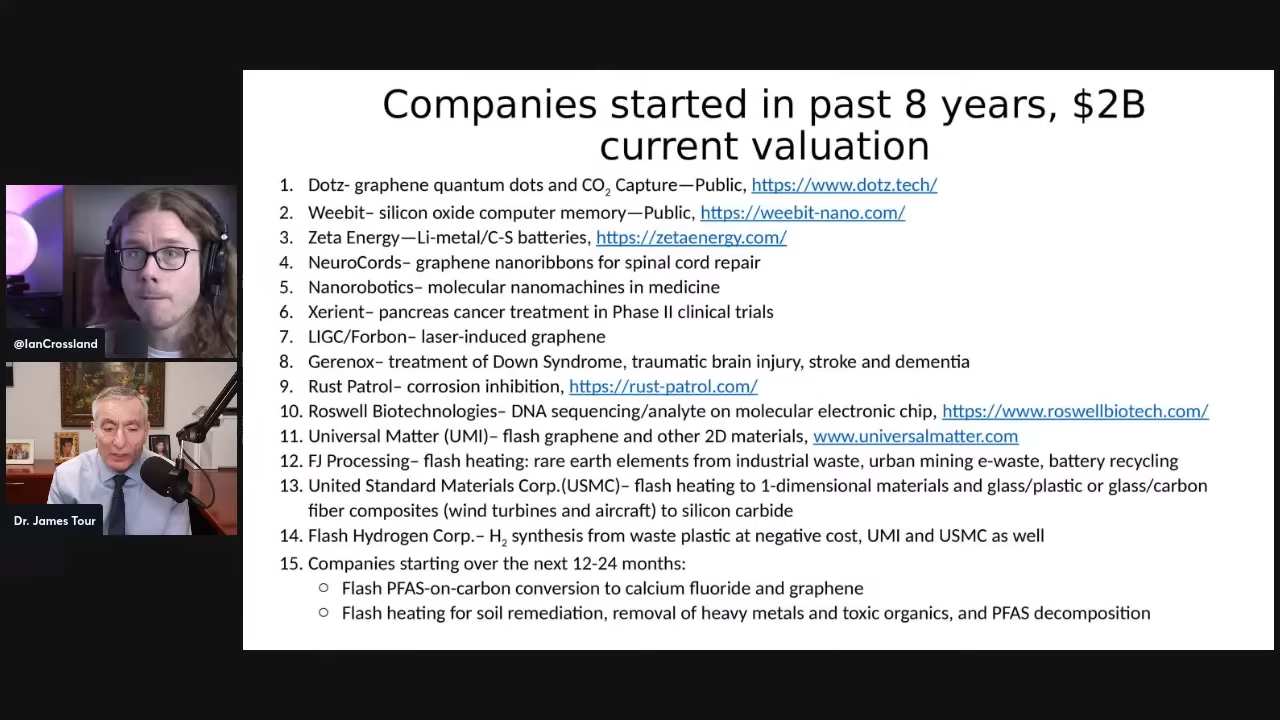 Companies started in past 8 years, $2B
current valuation
1. Dotz- graphene quantum dots and CO2 Capture—Public, https://www.dotz.tech/
2. Weebit– silicon oxide computer memory—Public, https://weebit-nano.com/
3. Zeta Energy—Li-metal/C-S batteries, https://zetaenergy.com/
4. NeuroCords– graphene nanoribbons for spinal cord repair
5. Nanorobotics– molecular nanomachines in medicine
6. Xerient– pancreas cancer treatment in Phase II clinical trials
7. LIGC/Forbon– laser-induced graphene
8. Gerenox– treatment of Down Syndrome, traumatic brain injury, stroke and dementia
9. Rust Patrol– corrosion inhibition, https://rust-patrol.com/
10. Roswell Biotechnologies– DNA sequencing/analyte on molecular electronic chip, https://www.roswellbiotech.com/
11. Universal Matter (UMI)– flash graphene and other 2D materials, www.universalmatter.com
12. FJ Processing– flash heating: rare earth elements from industrial waste, urban mining e-waste, battery recycling
13. United Standard Materials Corp.(USMC)– flash heating to 1-dimensional materials and glass/plastic or glass/carbon
fiber composites (wind turbines and aircraft) to silicon carbide
14. Flash Hydrogen Corp.– H2 synthesis from waste plastic at negative cost, UMI and USMC as well
15. Companies starting over the next 12-24 months:
○ Flash PFAS-on-carbon conversion to calcium fluoride and graphene
○ Flash heating for soil remediation, removal of heavy metals and toxic organics, and PFAS decomposition
@IanCrossland
Dr. James Tour